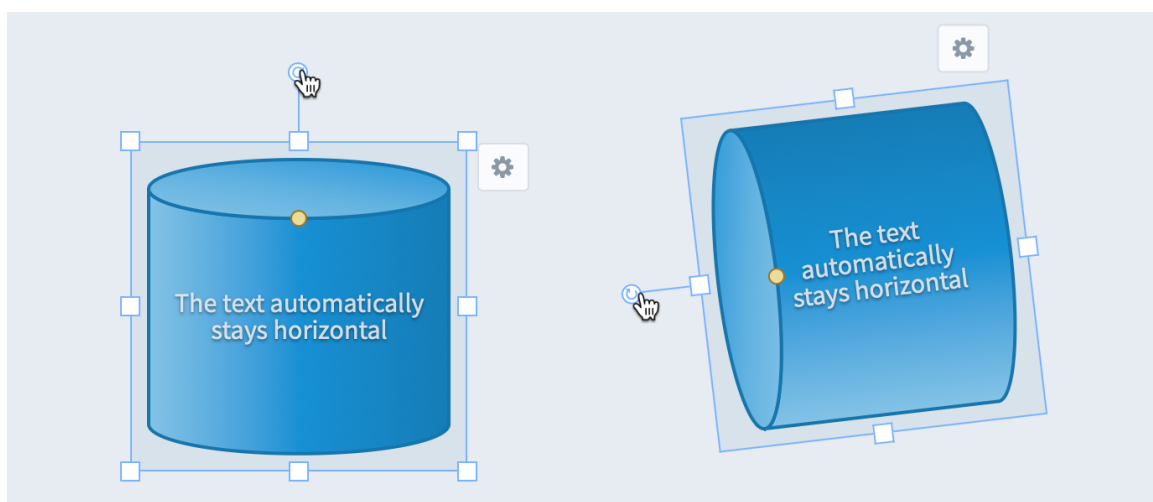 The text automatically
stays horizontal
The text
automatically
stays horizontal